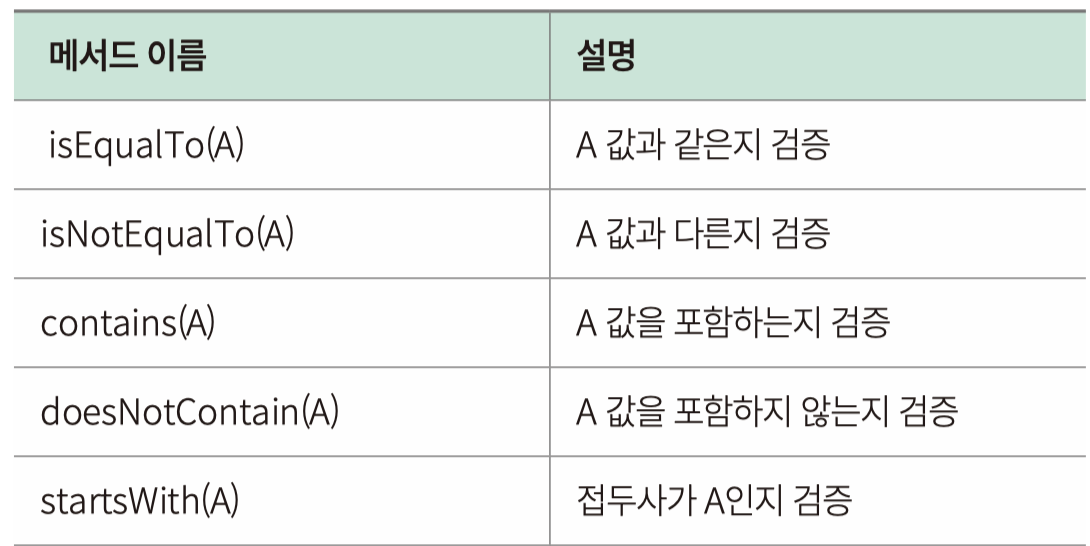 메서드 이름 설명
isEqualTo(A) A 값과 같은지 검증
isNotEqualTo(A) A 값과 다른지 검증
contains(A) A 값을 포함하는지 검증
doesNotContain(A) A 값을 포함하지 않는지 검증
startsWith(A) 접두사가 A인지 검증